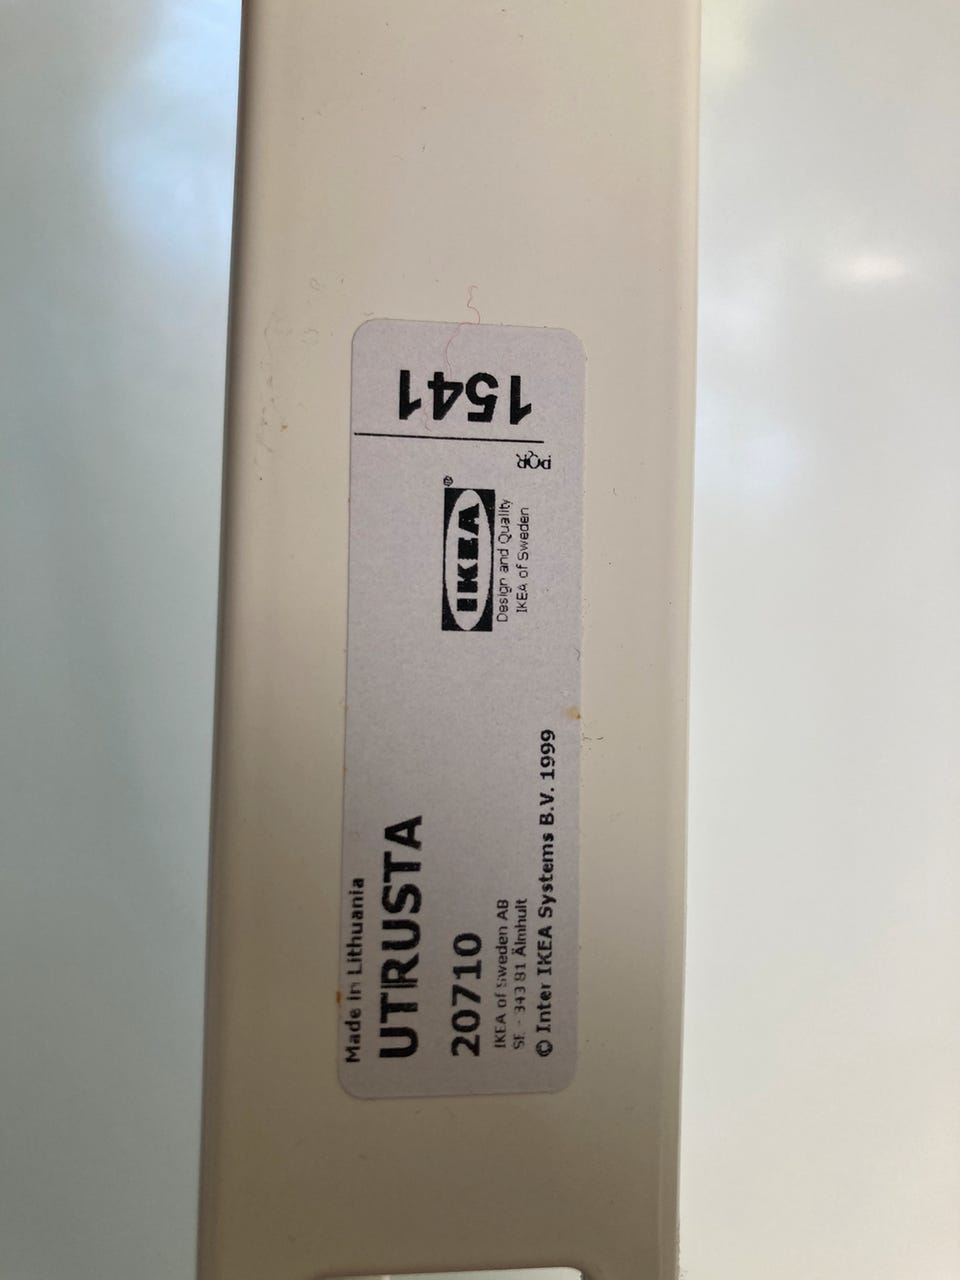 Made in Lithuania
UTRUSTA
20710
IKEA of Sweden AB
SE - 343 81 Älmhult
© Inter IKEA Systems B.V. 1999
IKEA®
Design and Quality
IKEA of Sweden
PQR
1541